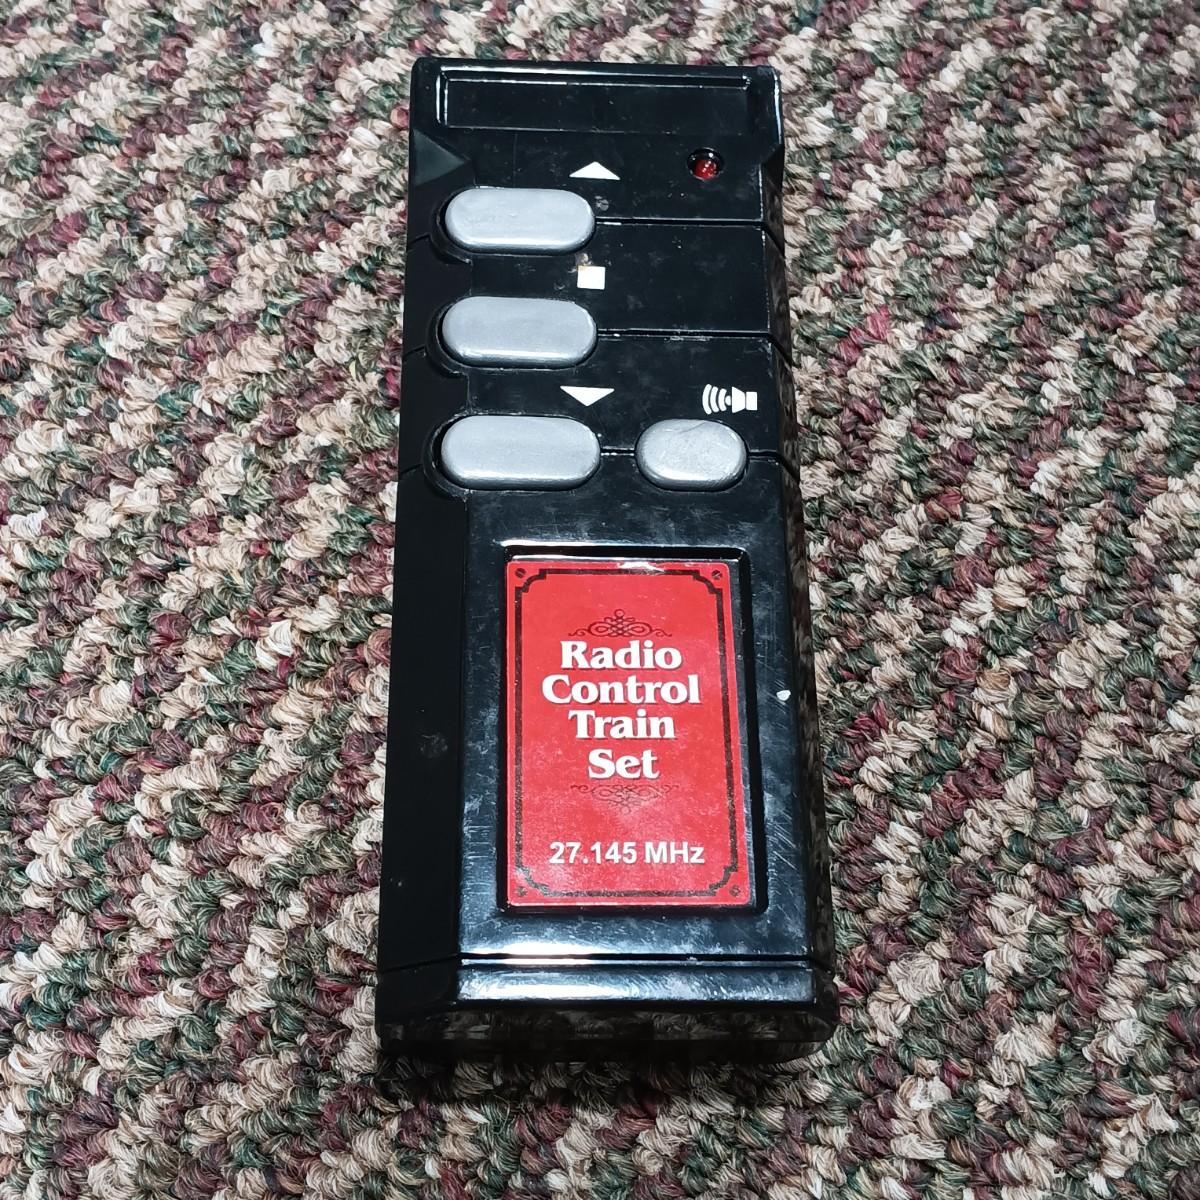 Radio
Control
Train
Set
27.145 MHz